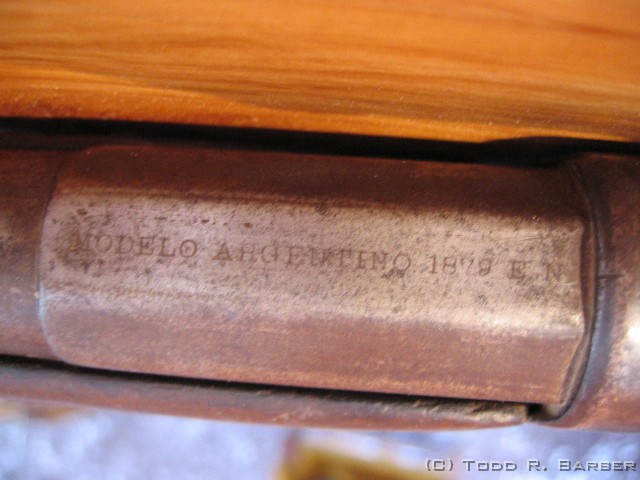 MODELO ARGENTINO 1879 E.N
(C) Todd R. Barber